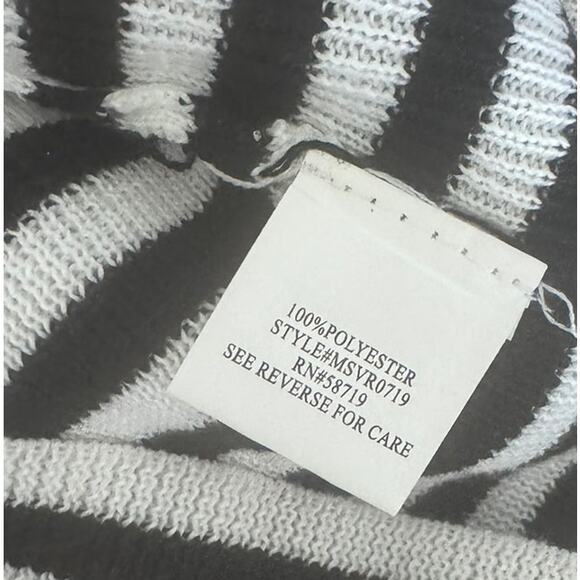 100%POLYESTER
STYLE#MSVR0719
RN#58719
SEE REVERSE FOR CARE